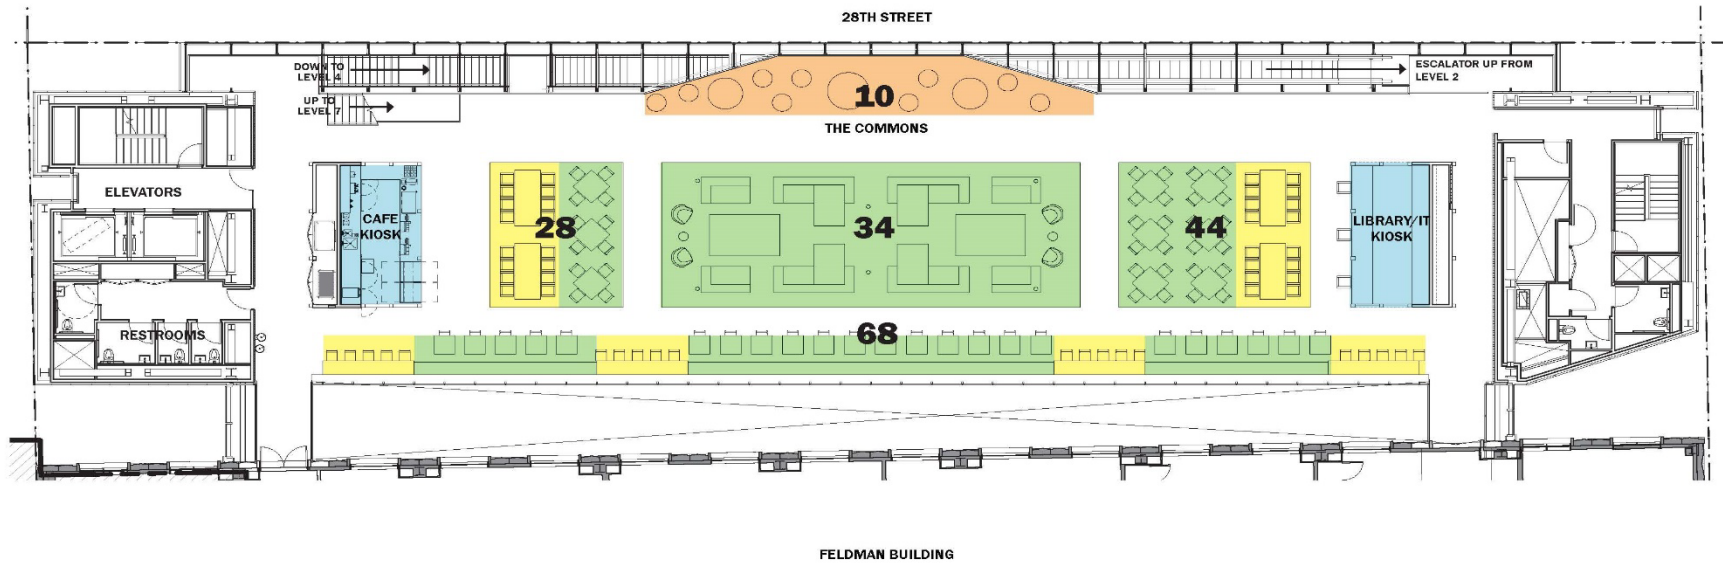 28TH STREET
DOWN TO
LEVEL 4
ESCALATOR UP FROM
LEVEL 2
UP TO
LEVEL 7
10
THE COMMONS
ELEVATORS
CAFE
KIOSK
28
34
44
LIBRARY/IT
KIOSK
RESTROOMS
68
FELDMAN BUILDING